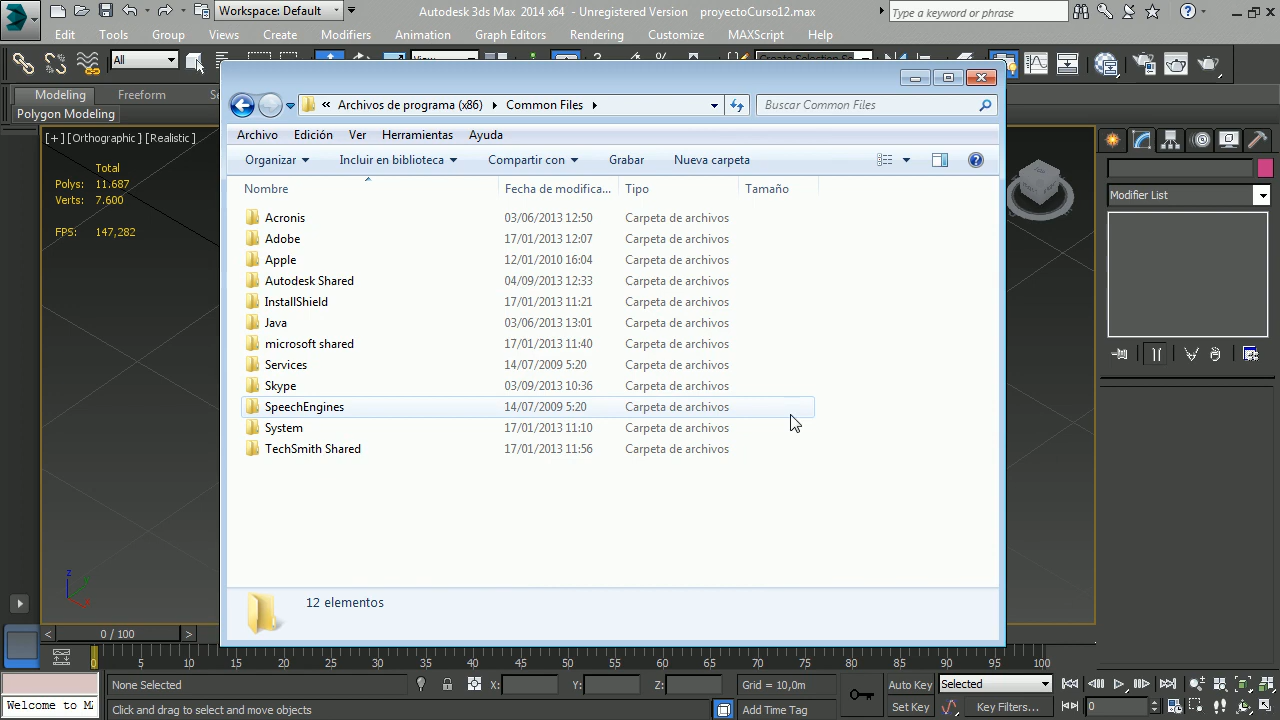 Workspace: Default
Autodesk 3ds Max 2014 x64 - Unregistered Version proyectoCurso12.max
Type a keyword or phrase
Edit Tools Group Views Create Modifiers Animation Graph Editors Rendering Customize MAXScript Help
All
Modeling Freeform
Polygon Modeling
« Archivos de programa (x86) Common Files
Buscar Common Files
Archivo Edición Ver Herramientas Ayuda
Organizar Incluir en biblioteca Compartir con Grabar Nueva carpeta
Nombre Fecha de modifica... Tipo Tamaño
Acronis 03/06/2013 12:50 Carpeta de archivos
Adobe 17/01/2013 12:07 Carpeta de archivos
Apple 12/01/2010 16:04 Carpeta de archivos
Autodesk Shared 04/09/2013 12:33 Carpeta de archivos
InstallShield 17/01/2013 11:21 Carpeta de archivos
Java 03/06/2013 13:01 Carpeta de archivos
microsoft shared 17/01/2013 11:40 Carpeta de archivos
Services 14/07/2009 5:20 Carpeta de archivos
Skype 03/09/2013 10:36 Carpeta de archivos
SpeechEngines 14/07/2009 5:20 Carpeta de archivos
System 17/01/2013 11:10 Carpeta de archivos
TechSmith Shared 17/01/2013 11:56 Carpeta de archivos
12 elementos
[+] [Orthographic] [Realistic]
Total
Polys: 11.687
Verts: 7.600
FPS: 147,282
Modifier List
z
< 0 / 100 >
0 5 10 15 20 25 30 35 40 45 50 55 60 65 70 75 80 85 90 95 100
None Selected X: Y: Z: Grid = 10,0m Auto Key Selected
Welcome to M Click and drag to select and move objects Add Time Tag Set Key Key Filters... 0